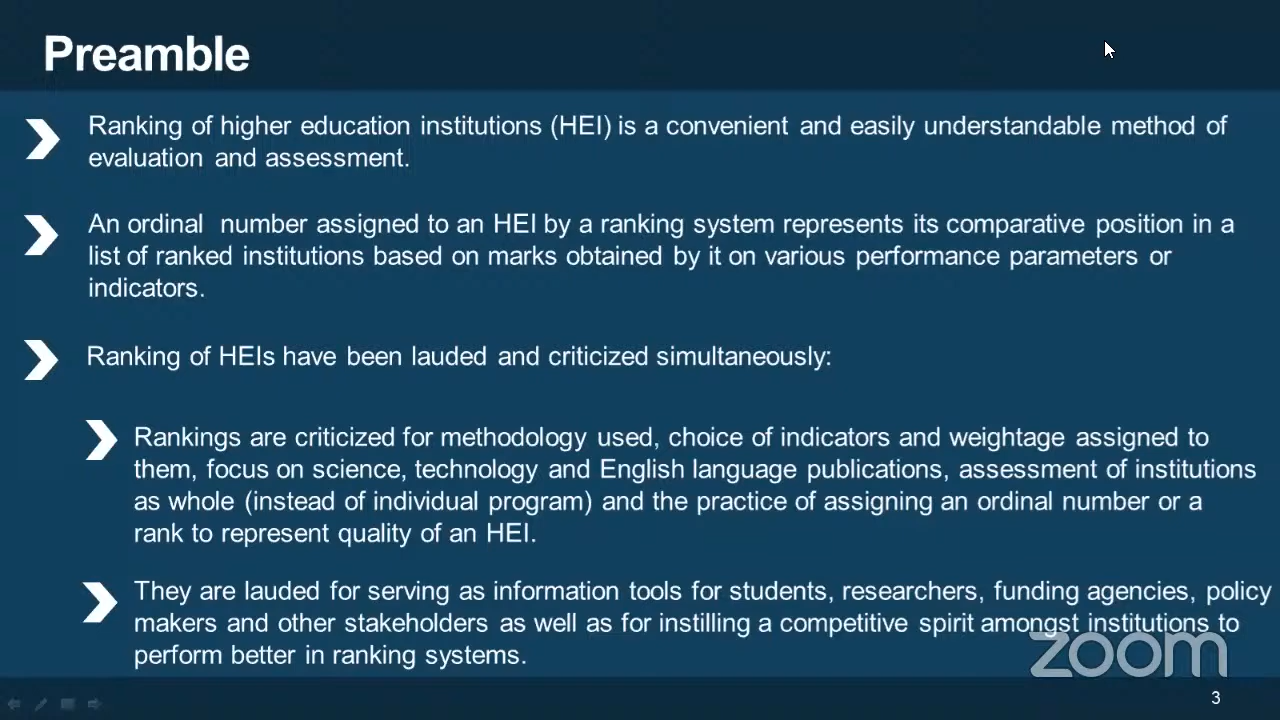 Preamble
Ranking of higher education institutions (HEI) is a convenient and easily understandable method of
evaluation and assessment.
An ordinal number assigned to an HEI by a ranking system represents its comparative position in a
list of ranked institutions based on marks obtained by it on various performance parameters or
indicators.
Ranking of HEIs have been lauded and criticized simultaneously:
Rankings are criticized for methodology used, choice of indicators and weightage assigned to
them, focus on science, technology and English language publications, assessment of institutions
as whole (instead of individual program) and the practice of assigning an ordinal number or a
rank to represent quality of an HEI.
They are lauded for serving as information tools for students, researchers, funding agencies, policy
makers and other stakeholders as well as for instilling a competitive spirit amongst institutions to
perform better in ranking systems.
zoom
3